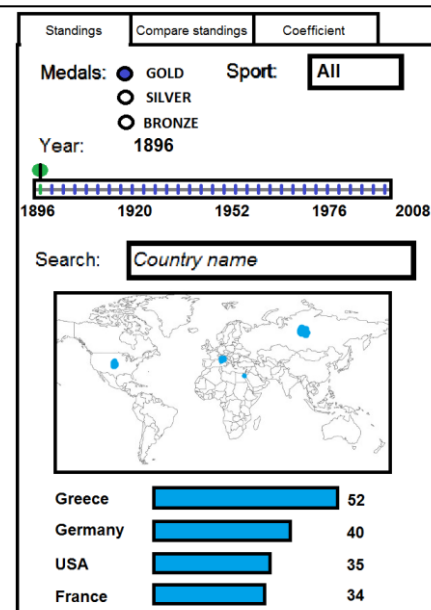 Standings Compare standings Coefficient
Medals: GOLD Sport: All
SILVER
BRONZE
Year: 1896
1896 1920 1952 1976 2008
Search: Country name
Greece 52
Germany 40
USA 35
France 34